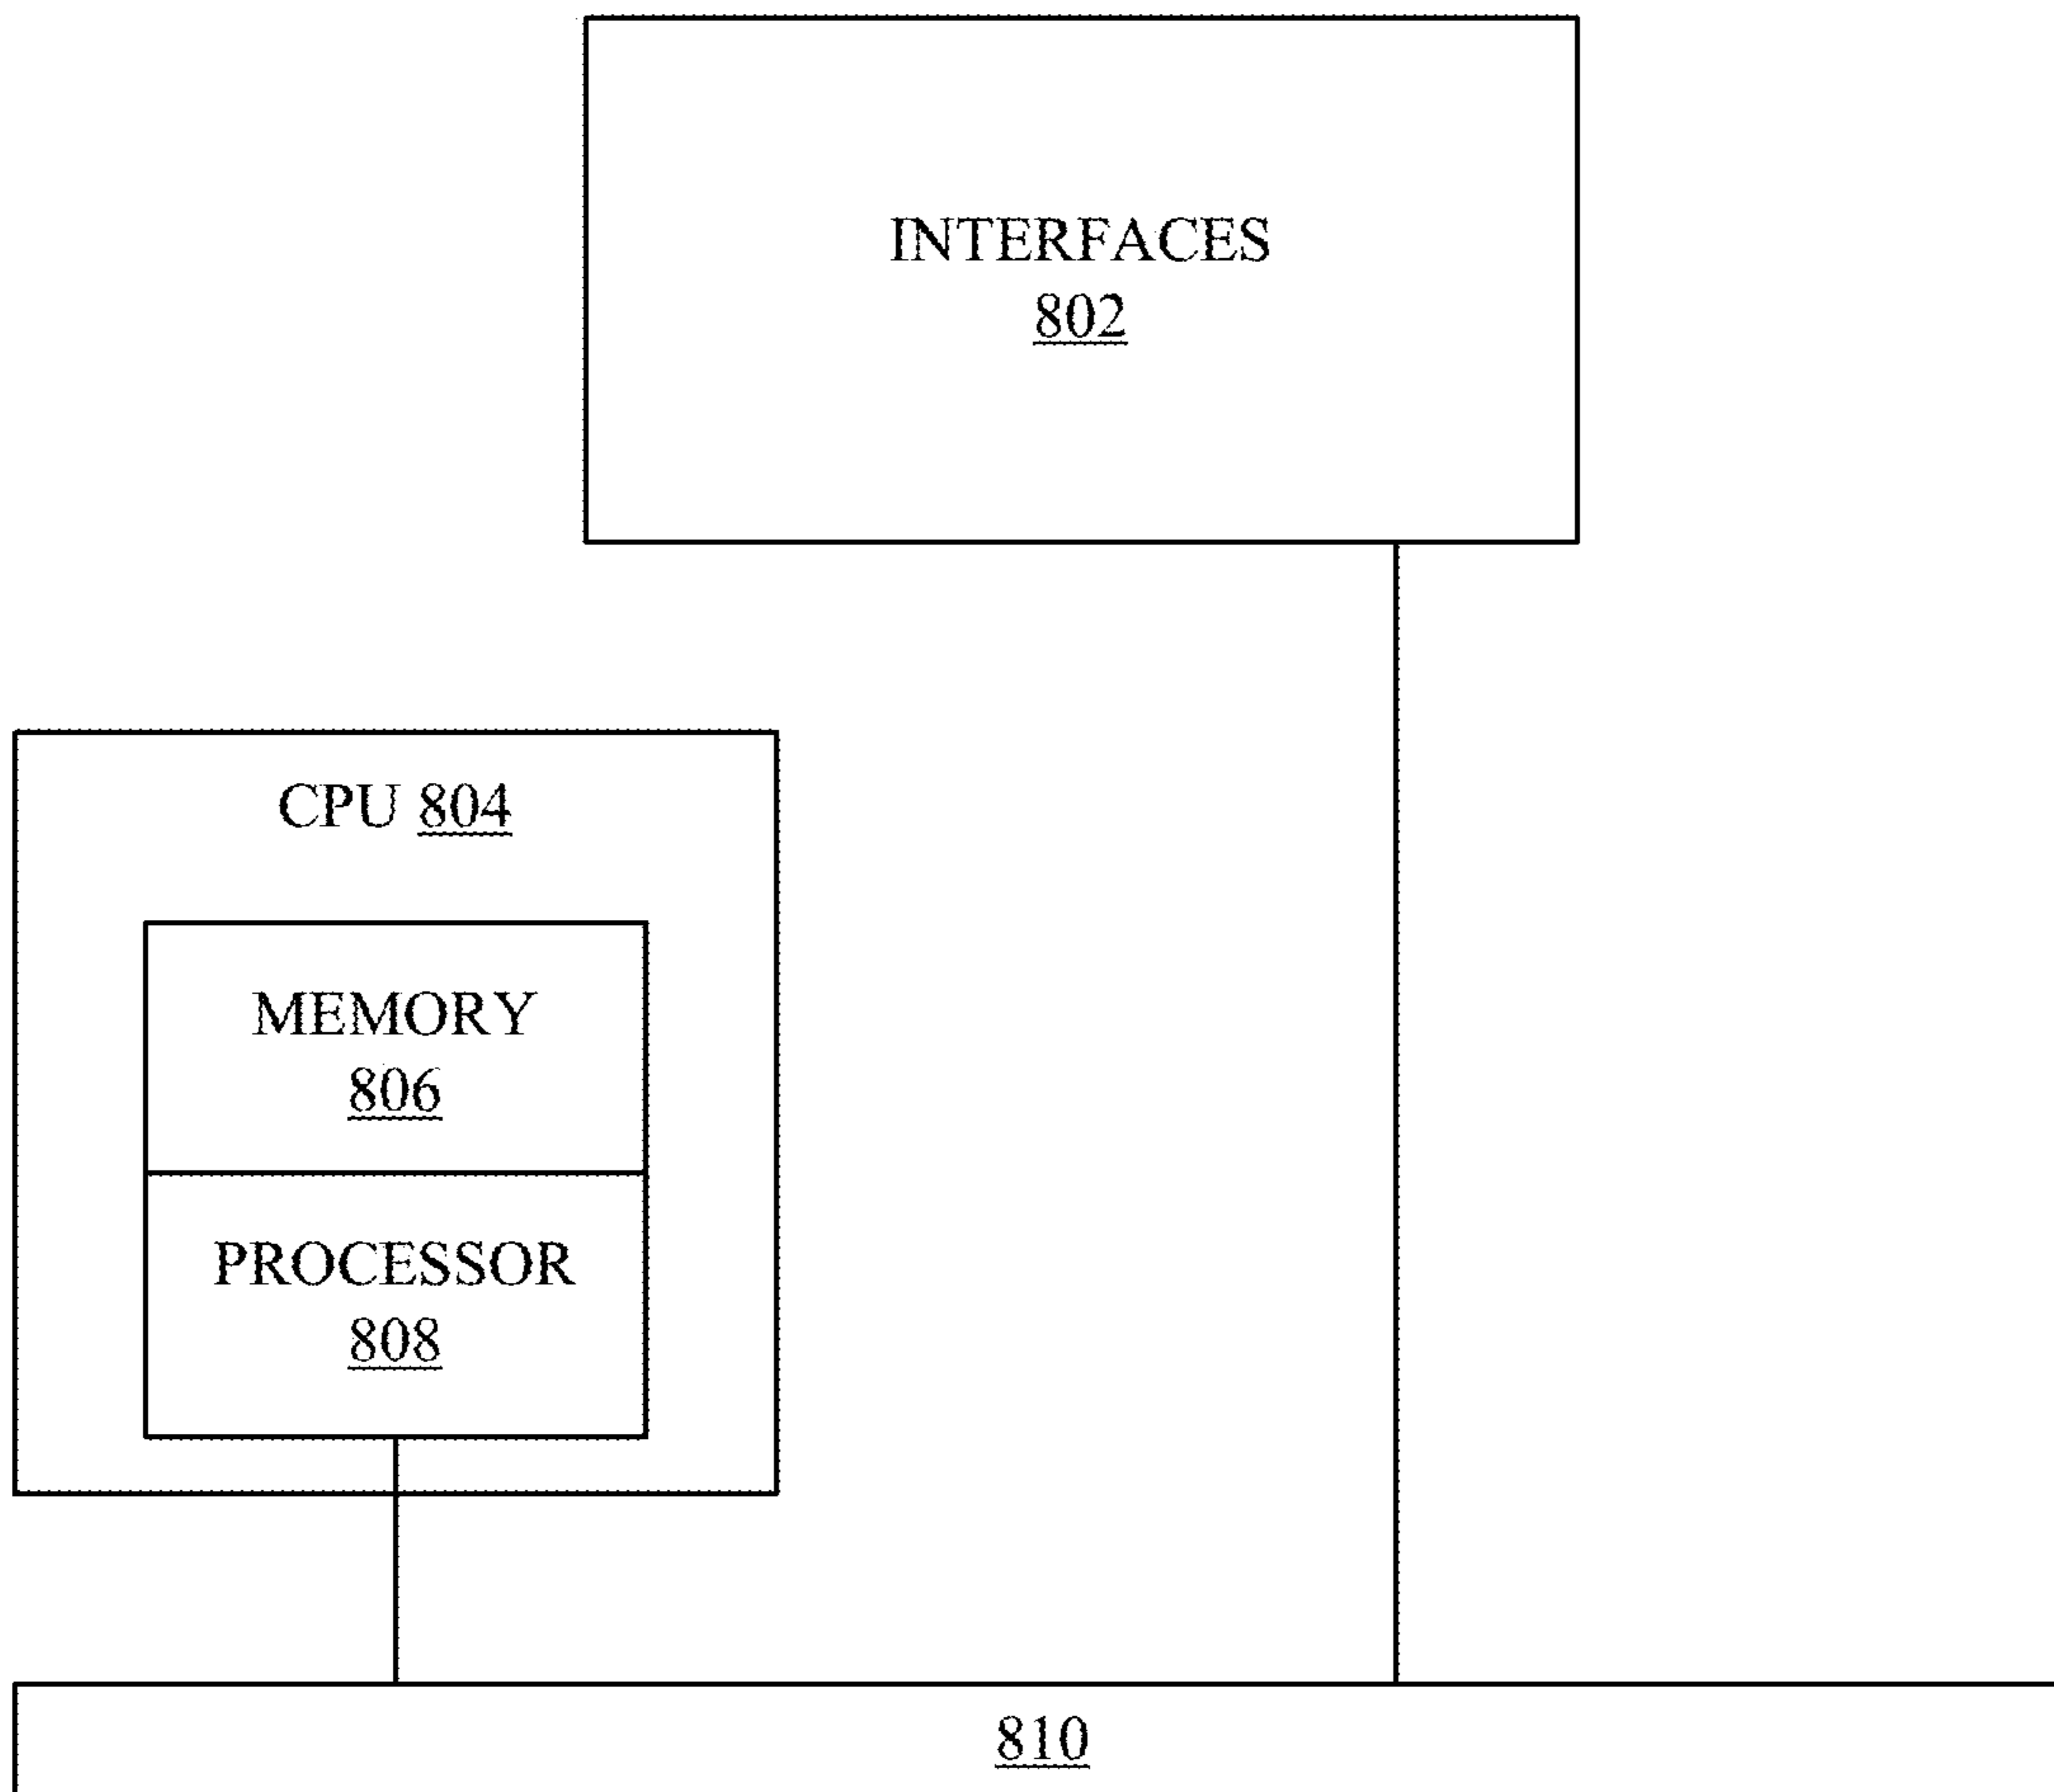 INTERFACES
802
CPU 804
MEMORY
806
PROCESSOR
808
810